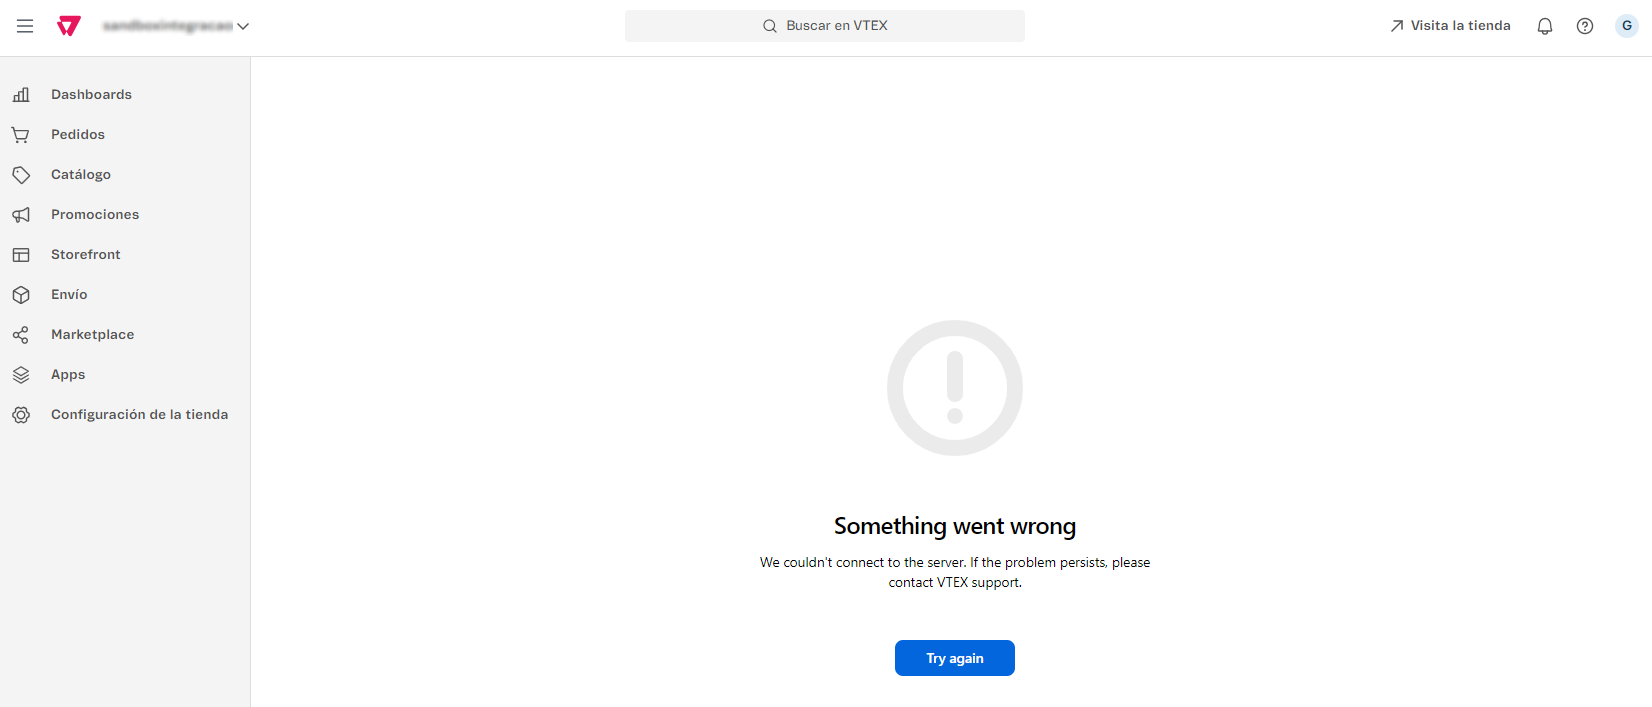 Buscar en VTEX
Visita la tienda
G
Dashboards
Pedidos
Catálogo
Promociones
Storefront
Envío
Marketplace
Apps
Configuración de la tienda
Something went wrong
We couldn't connect to the server. If the problem persists, please
contact VTEX support.
Try again